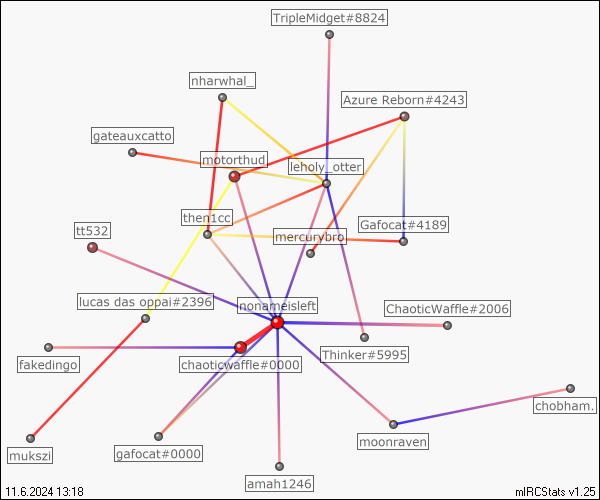 TripleMidget#8824
nharwhal_
Azure Reborn#4243
gateauxcatto
motorthud
leholy_otter
then1cc
Gafocat#4189
tt532
mercurybro
lucas das oppai#2396
nonameisleft
ChaoticWaffle#2006
fakedingo
chaoticwaffle#0000
Thinker#5995
chobham.
mukszi
gafocat#0000
moonraven
amah1246
11.6.2024 13:18
mIRCStats v1.25